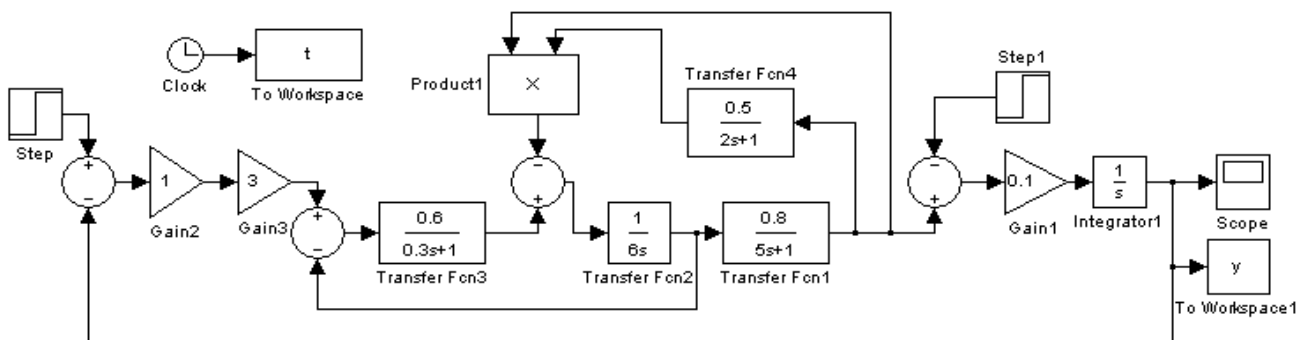 t
Clock
To Workspace
Product1
×
Transfer Fcn4
0.5
2s+1
Step1
Step
+
-
1
Gain2
3
Gain3
+
-
0.6
0.3s+1
Transfer Fcn3
-
+
1
6s
Transfer Fcn2
0.8
5s+1
Transfer Fcn1
-
+
0.1
Gain1
1
s
Integrator1
Scope
y
To Workspace1